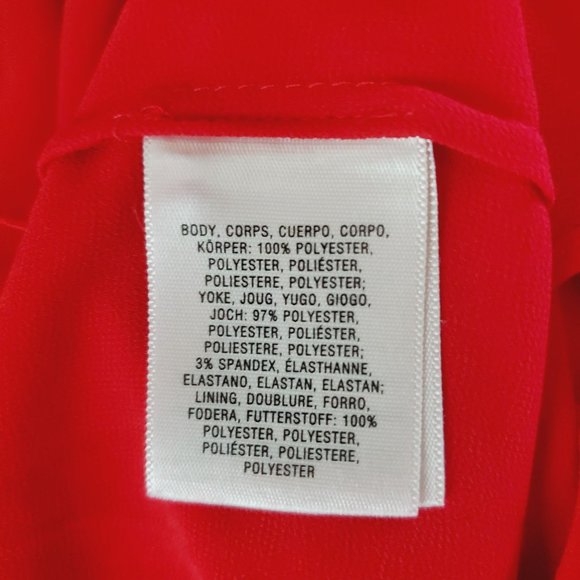 BODY, CORPS, CUERPO, CORPO,
KÖRPER: 100% POLYESTER,
POLYESTER, POLIÉSTER,
POLIESTERE, POLYESTER;
YOKE, JOUG, YUGO, GIOGO,
JOCH: 97% POLYESTER,
POLYESTER, POLIÉSTER,
POLIESTERE, POLYESTER;
3% SPANDEX, ÉLASTHANNE,
ELASTANO, ELASTAN, ELASTAN;
LINING, DOUBLURE, FORRO,
FODERA, FUTTERSTOFF: 100%
POLYESTER, POLYESTER,
POLIÉSTER, POLIESTERE,
POLYESTER